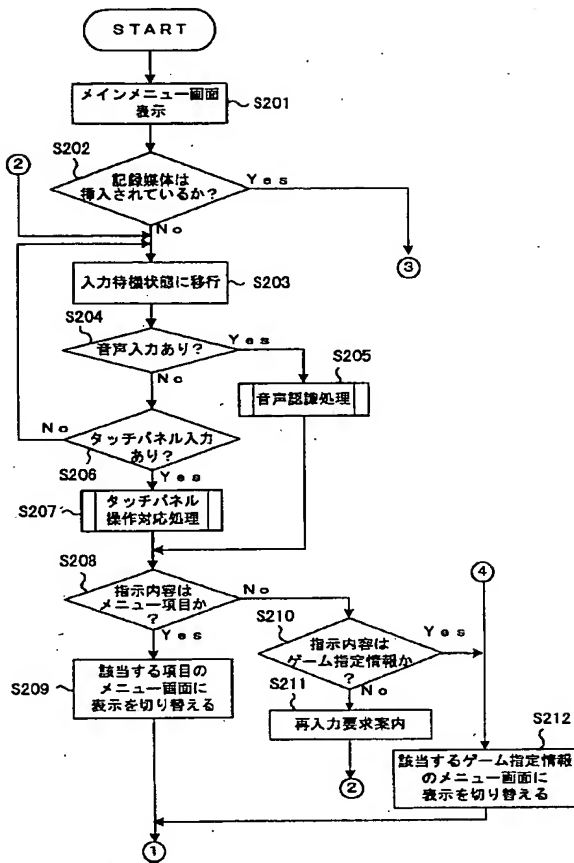 START
メインメニュー画面
表示
S201
S202
②
記録媒体は
挿入されているか?
Yes
No
③
入力待機状態に移行
S203
S204
音声入力あり?
Yes
No
S205
音声認識処理
No
タッチパネル入力
あり?
S206
Yes
S207
タッチパネル
操作対応処理
S208
指示内容は
メニュー項目か
?
No
Yes
④
S210
指示内容は
ゲーム指定情報か
?
Yes
No
S209
該当する項目の
メニュー画面に
表示を切り替える
S211
再入力要求案内
②
S212
該当するゲーム指定情報
のメニュー画面に
表示を切り替える
①